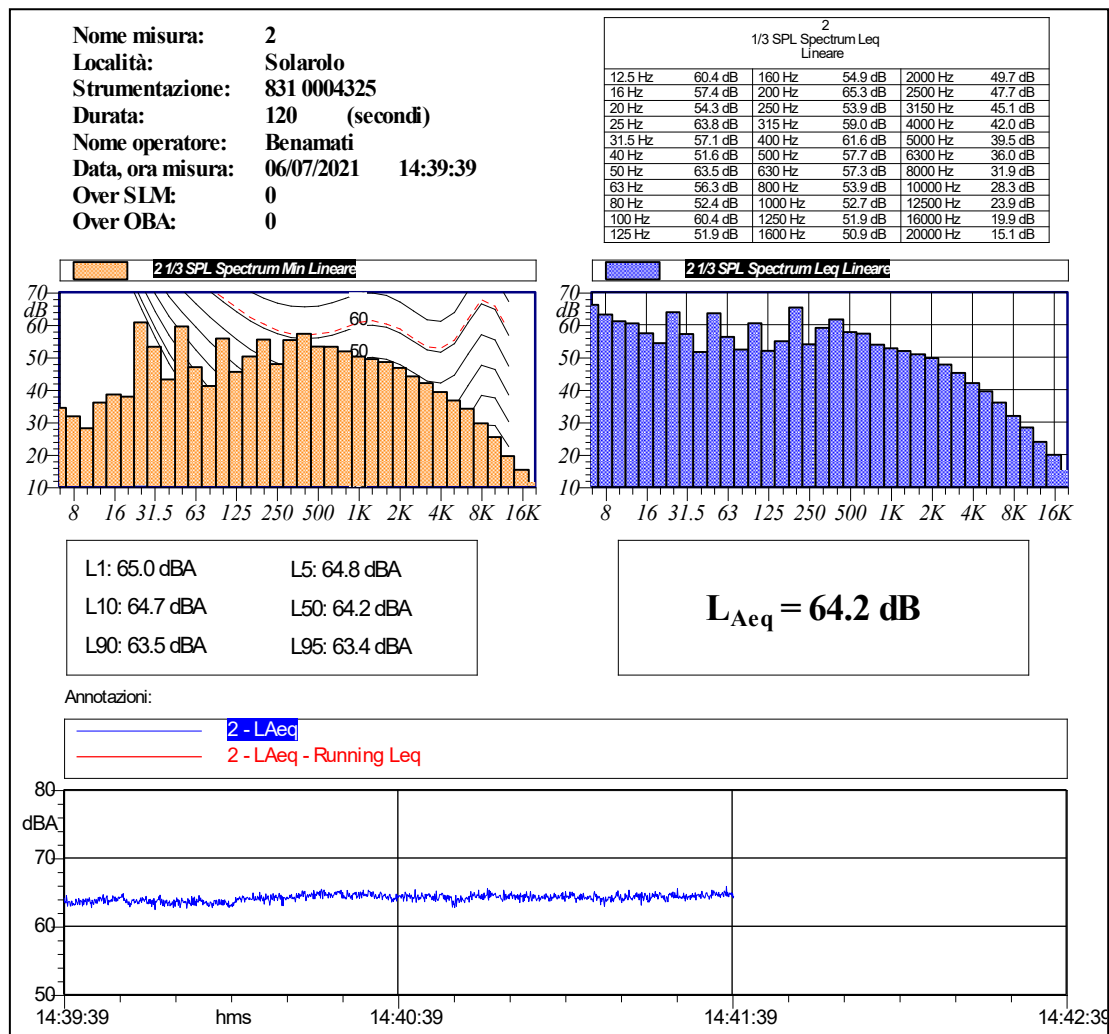 Nome misura: 2
Località: Solarolo
Strumentazione: 831 0004325
Durata: 120 (secondi)
Nome operatore: Benamati
Data, ora misura: 06/07/2021 14:39:39
Over SLM: 0
Over OBA: 0
2
1/3 SPL Spectrum Leq
Lineare
12.5 Hz 60.4 dB 160 Hz 54.9 dB 2000 Hz 49.7 dB
16 Hz 57.4 dB 200 Hz 65.3 dB 2500 Hz 47.7 dB
20 Hz 54.3 dB 250 Hz 53.9 dB 3150 Hz 45.1 dB
25 Hz 63.8 dB 315 Hz 59.0 dB 4000 Hz 42.0 dB
31.5 Hz 57.1 dB 400 Hz 61.6 dB 5000 Hz 39.5 dB
40 Hz 51.6 dB 500 Hz 57.7 dB 6300 Hz 36.0 dB
50 Hz 63.5 dB 630 Hz 57.3 dB 8000 Hz 31.9 dB
63 Hz 56.3 dB 800 Hz 53.9 dB 10000 Hz 28.3 dB
80 Hz 52.4 dB 1000 Hz 52.7 dB 12500 Hz 23.9 dB
100 Hz 60.4 dB 1250 Hz 51.9 dB 16000 Hz 19.9 dB
125 Hz 51.9 dB 1600 Hz 50.9 dB 20000 Hz 15.1 dB
2 1/3 SPL Spectrum Min Lineare
70
dB
60
50
40
30
20
10
60
50
8 16 31.5 63 125 250 500 1K 2K 4K 8K 16K
2 1/3 SPL Spectrum Leq Lineare
70
dB
60
50
40
30
20
10
8 16 31.5 63 125 250 500 1K 2K 4K 8K 16K
L1: 65.0 dBA L5: 64.8 dBA
L10: 64.7 dBA L50: 64.2 dBA
L90: 63.5 dBA L95: 63.4 dBA
LAeq = 64.2 dB
Annotazioni:
2 - LAeq
2 - LAeq - Running Leq
80
dBA
70
60
50
14:39:39 hms 14:40:39 14:41:39 14:42:39